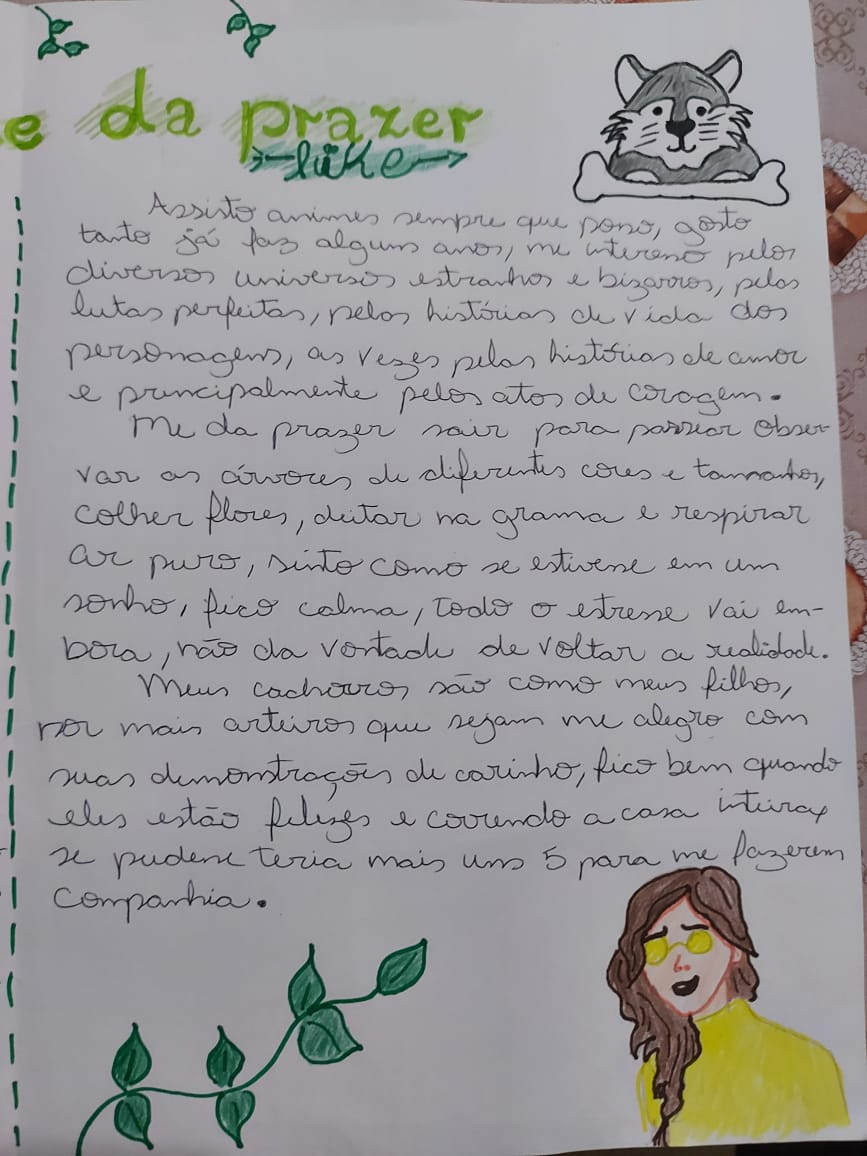 e da prazer
like
Assisto animes sempre que posso, gosto
tanto já faz alguns anos, me interesso pelos
diversos universos estranhos e bizarros, pelas
lutas perfeitas, pelas histórias de vida dos
personagens, as vezes pelas histórias de amor
e principalmente pelos atos de coragem.
Me da prazer sair para passear obser-
var as árvores de diferentes cores e tamanhos,
colher flores, deitar na grama e respirar
ar puro, sinto como se estivesse em um
sonho, fico calma, todo o estresse vai em-
bora, não da vontade de voltar a realidade.
Meus cachorros são como meus filhos,
por mais arteiros que sejam me alegro com
suas demonstrações de carinho, fico bem quando
eles estão felizes e correndo a casa inteira,
se pudesse teria mais uns 5 para me fazerem
companhia.